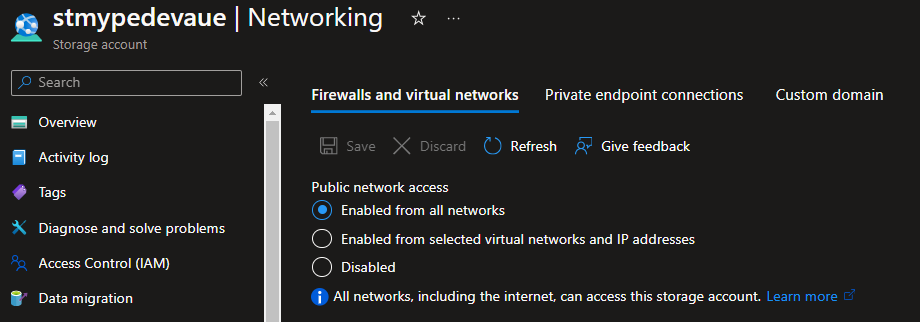 stmypedevaue | Networking
Storage account
Search
Overview
Activity log
Tags
Diagnose and solve problems
Access Control (IAM)
Data migration
Firewalls and virtual networks Private endpoint connections Custom domain
Save Discard Refresh Give feedback
Public network access
Enabled from all networks
Enabled from selected virtual networks and IP addresses
Disabled
All networks, including the internet, can access this storage account. Learn more